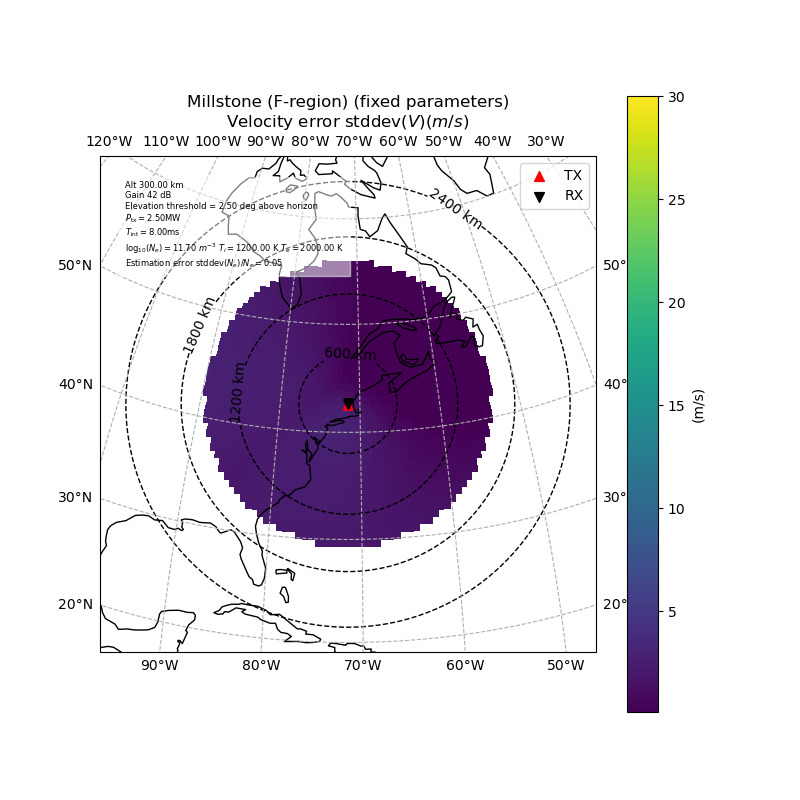 Millstone (F-region) (fixed parameters)
Velocity error stddev(V)(m/s)
120°W 110°W 100°W 90°W 80°W 70°W 60°W 50°W 40°W 30°W
TX
RX
Alt 300.00 km
Gain 42 dB
Elevation threshold = 2.50 deg above horizon
P_tx = 2.50MW
T_int = 8.00ms
log₁₀(N_e) = 11.70 m⁻³ T_i = 1200.00 K T_e = 2000.00 K
Estimation error stddev(N_e)/N_e = 0.05
2400 km
1800 km
1200 km
600 km
50°N 50°
40°N 40°
30°N 30°
20°N 20°
90°W 80°W 70°W 60°W 50°W
30
25
20
15
10
5
(m/s)